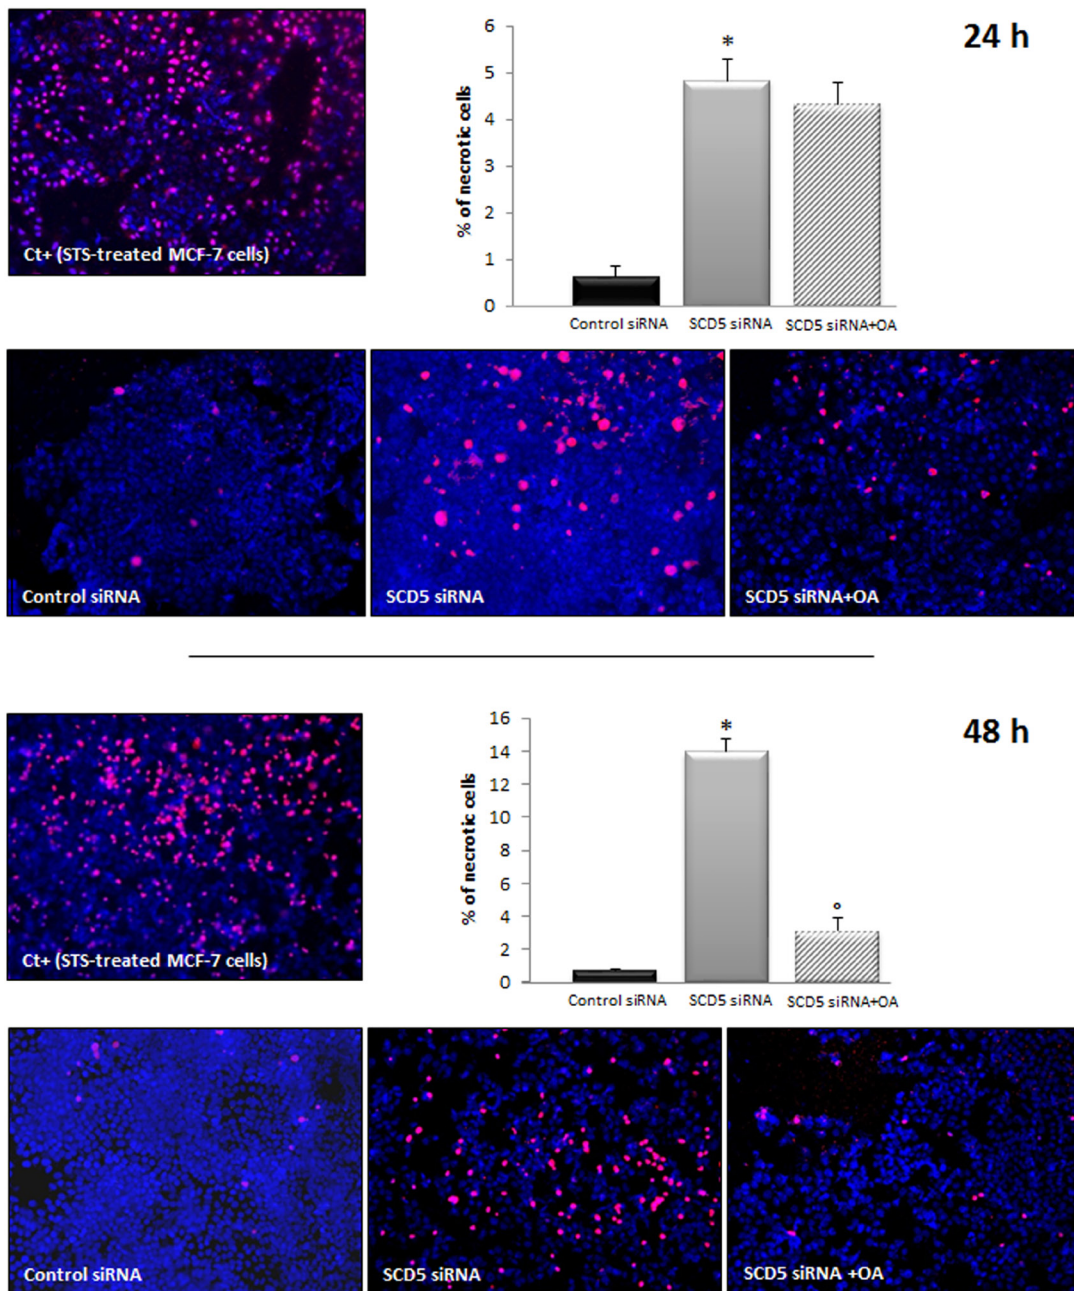 Ct+ (STS-treated MCF-7 cells)
24 h
% of necrotic cells
6
5
4
3
2
1
0
*
Control siRNA
SCD5 siRNA
SCD5 siRNA+OA
Control siRNA
SCD5 siRNA
SCD5 siRNA+OA
Ct+ (STS-treated MCF-7 cells)
48 h
% of necrotic cells
16
14
12
10
8
6
4
2
0
*
°
Control siRNA
SCD5 siRNA
SCD5 siRNA+OA
Control siRNA
SCD5 siRNA
SCD5 siRNA +OA